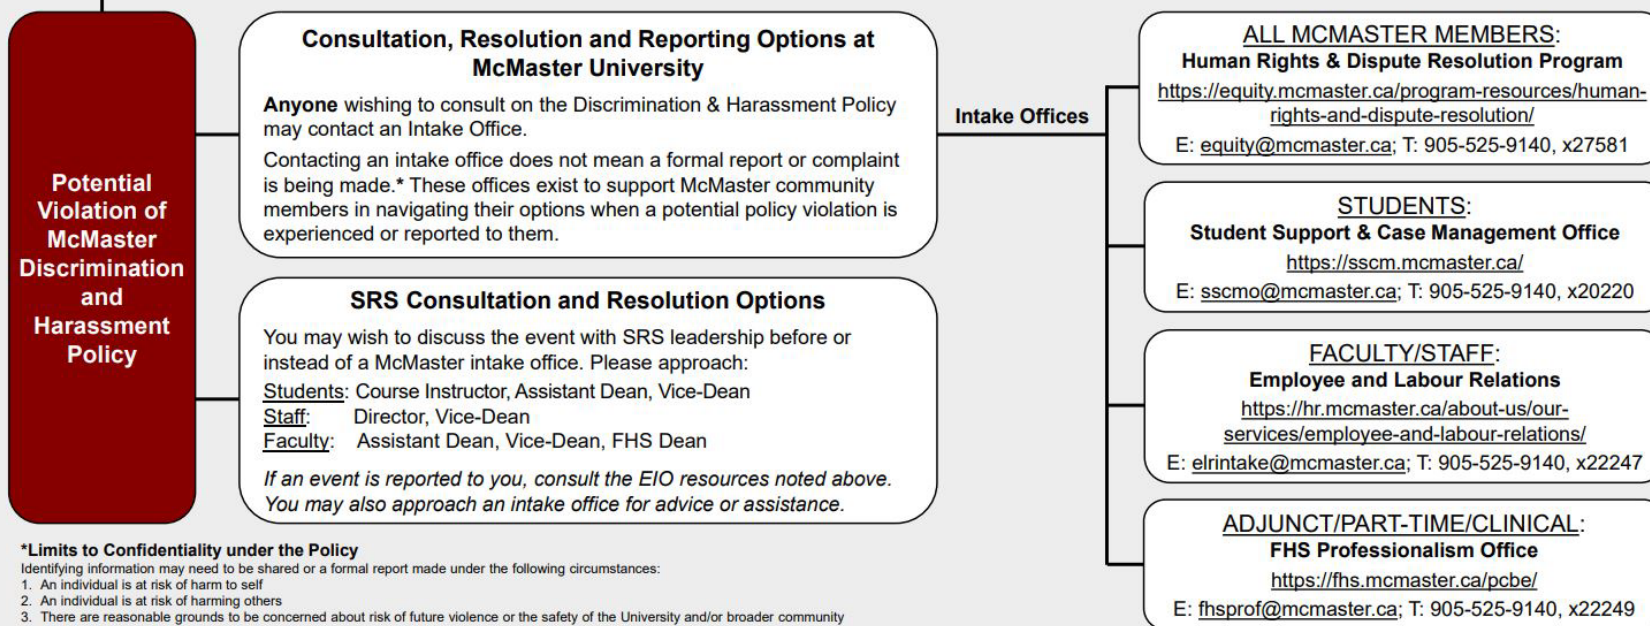 Potential
Violation of
McMaster
Discrimination
and
Harassment
Policy
Consultation, Resolution and Reporting Options at
McMaster University
Anyone wishing to consult on the Discrimination & Harassment Policy
may contact an Intake Office.
Contacting an intake office does not mean a formal report or complaint
is being made.* These offices exist to support McMaster community
members in navigating their options when a potential policy violation is
experienced or reported to them.
SRS Consultation and Resolution Options
You may wish to discuss the event with SRS leadership before or
instead of a McMaster intake office. Please approach:
Students: Course Instructor, Assistant Dean, Vice-Dean
Staff: Director, Vice-Dean
Faculty: Assistant Dean, Vice-Dean, FHS Dean
If an event is reported to you, consult the EIO resources noted above.
You may also approach an intake office for advice or assistance.
Intake Offices
ALL MCMASTER MEMBERS:
Human Rights & Dispute Resolution Program
https://equity.mcmaster.ca/program-resources/human-
rights-and-dispute-resolution/
E: equity@mcmaster.ca; T: 905-525-9140, x27581
STUDENTS:
Student Support & Case Management Office
https://sscm.mcmaster.ca/
E: sscmo@mcmaster.ca; T: 905-525-9140, x20220
FACULTY/STAFF:
Employee and Labour Relations
https://hr.mcmaster.ca/about-us/our-
services/employee-and-labour-relations/
E: elrintake@mcmaster.ca; T: 905-525-9140, x22247
ADJUNCT/PART-TIME/CLINICAL:
FHS Professionalism Office
https://fhs.mcmaster.ca/pcbe/
E: fhsprof@mcmaster.ca; T: 905-525-9140, x22249
*Limits to Confidentiality under the Policy
Identifying information may need to be shared or a formal report made under the following circumstances:
1. An individual is at risk of harm to self
2. An individual is at risk of harming others
3. There are reasonable grounds to be concerned about risk of future violence or the safety of the University and/or broader community